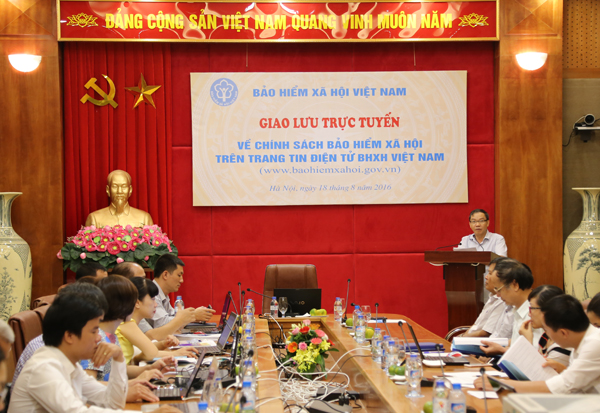 ĐẢNG CỘNG SẢN VIỆT NAM QUANG VINH MUÔN NĂM
BẢO HIỂM XÃ HỘI VIỆT NAM
GIAO LƯU TRỰC TUYẾN
VỀ CHÍNH SÁCH BẢO HIỂM XÃ HỘI
TRÊN TRANG TIN ĐIỆN TỬ BHXH VIỆT NAM
(www.baohiemxahoi.gov.vn)
Hà Nội, ngày 18 tháng 8 năm 2016